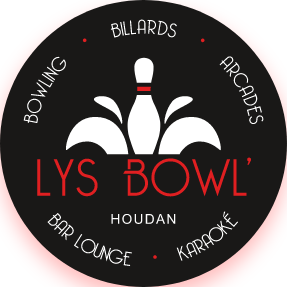 BOWLING • BILLARDS • ARCADES
LYS BOWL'
HOUDAN
BAR LOUNGE • KARAOKÉ